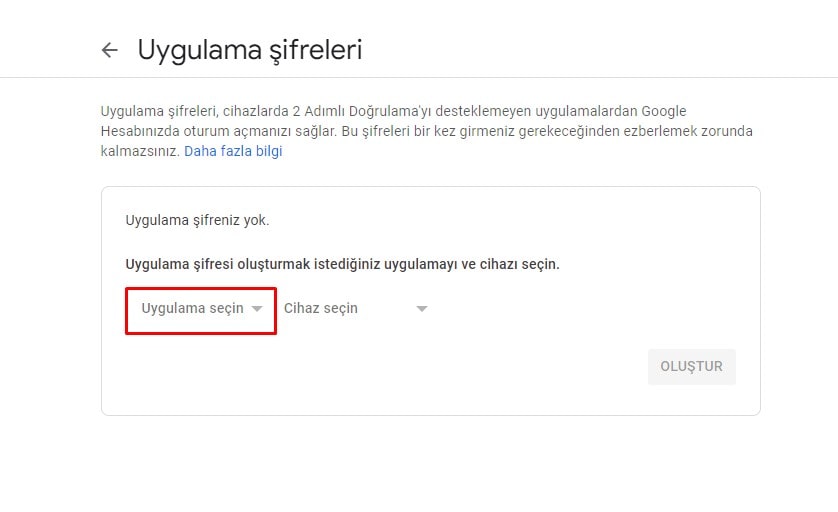 Uygulama şifreleri
Uygulama şifreleri, cihazlarda 2 Adımlı Doğrulama'yı desteklemeyen uygulamalardan Google
Hesabınızda oturum açmanızı sağlar. Bu şifreleri bir kez girmeniz gerekeceğinden ezberlemek zorunda
kalmazsınız. Daha fazla bilgi
Uygulama şifreniz yok.
Uygulama şifresi oluşturmak istediğiniz uygulamayı ve cihazı seçin.
Uygulama seçin Cihaz seçin
OLUŞTUR